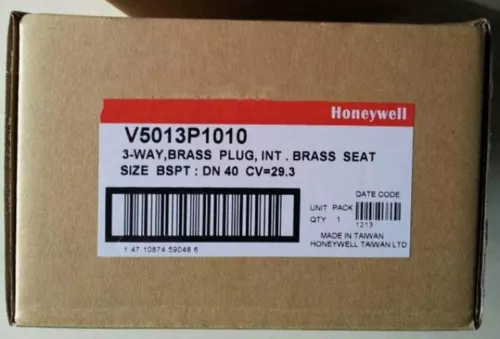 Honeywell
V5013P1010
3-WAY,BRASS PLUG, INT . BRASS SEAT
SIZE BSPT : DN 40 CV=29.3
DATE CODE
UNIT PACK
QTY 1
1213
MADE IN TAIWAN
HONEYWELL TAIWAN LTD
1 47 10874 59048 6